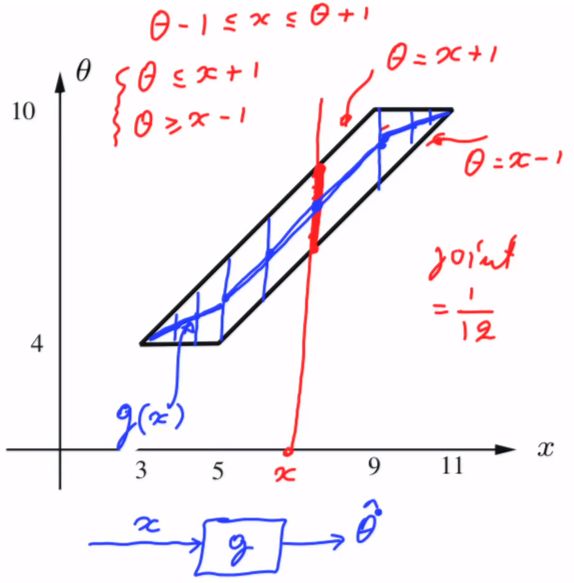 θ-1 ≤ x ≤ θ+1
θ ≤ x+1
θ ≥ x-1
θ
θ = x+1
10
θ = x-1
joint
= 1/12
4
g(x)
3 5 9 11 x
x
x g θ̂